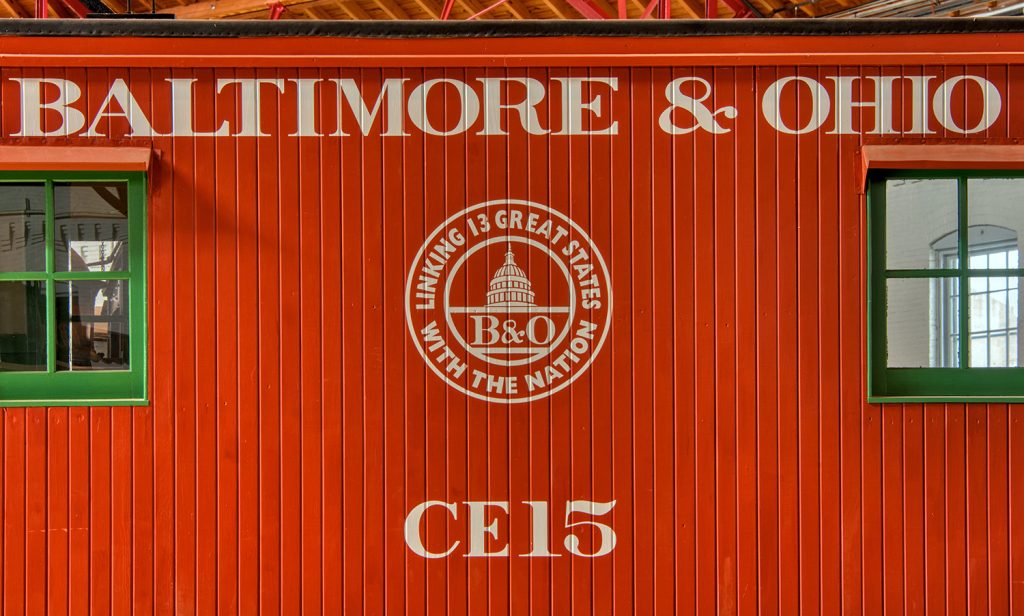 BALTIMORE & OHIO
LINKING 13 GREAT STATES
B&O
WITH THE NATION
CE15